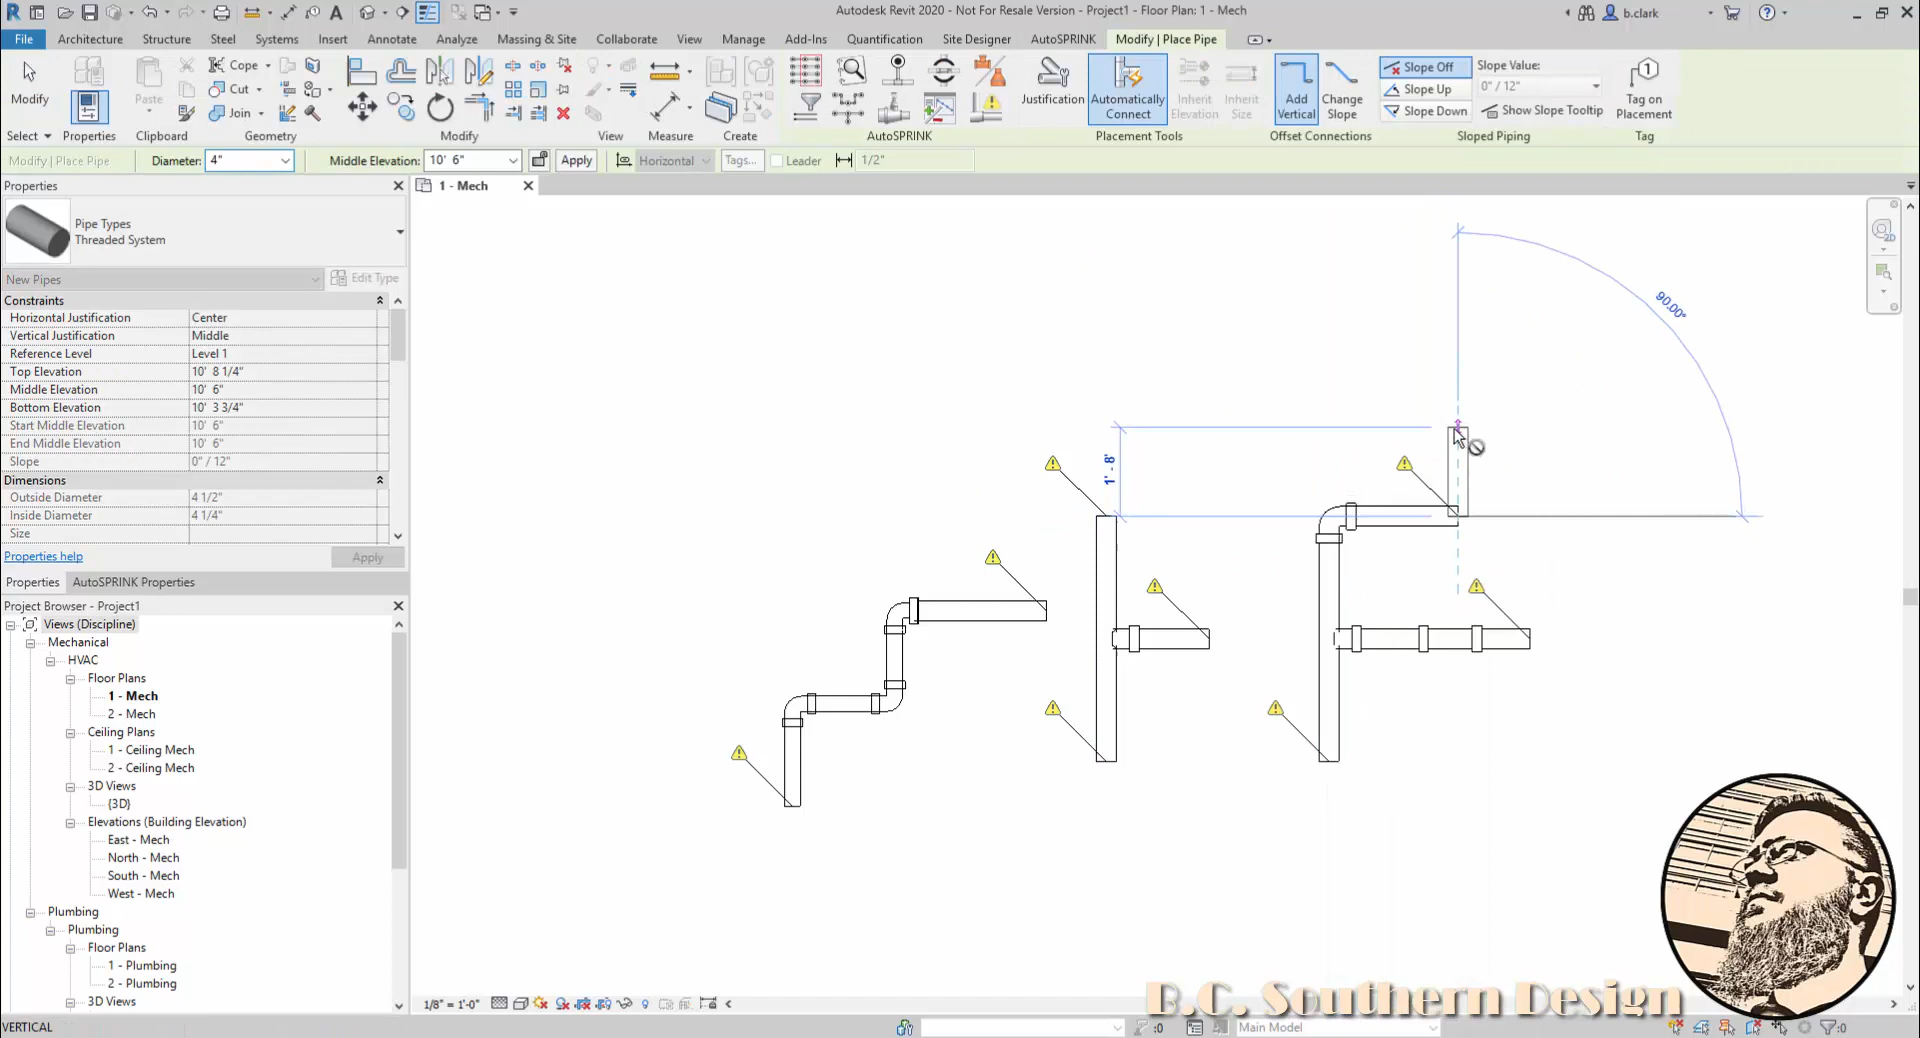 Autodesk Revit 2020 - Not For Resale Version - Project1 - Floor Plan: 1 - Mech
b.clark
File Architecture Structure Steel Systems Insert Annotate Analyze Massing & Site Collaborate View Manage Add-Ins Quantification Site Designer AutoSPRINK Modify | Place Pipe
Modify
Paste
Cope
Cut
Join
Justification
Automatically Connect
Inherit Elevation
Inherit Size
Add Vertical
Change Slope
Slope Off
Slope Up
Slope Down
Slope Value:
0" / 12"
Show Slope Tooltip
Tag on Placement
Select Properties Clipboard Geometry Modify View Measure Create AutoSPRINK Placement Tools Offset Connections Sloped Piping Tag
Modify | Place Pipe Diameter: 4" Middle Elevation: 10' 6" Apply Horizontal Tags... Leader 1/2"
Properties
1 - Mech
Pipe Types
Threaded System
New Pipes Edit Type
Constraints
Horizontal Justification Center
Vertical Justification Middle
Reference Level Level 1
Top Elevation 10' 8 1/4"
Middle Elevation 10' 6"
Bottom Elevation 10' 3 3/4"
Start Middle Elevation 10' 6"
End Middle Elevation 10' 6"
Slope 0" / 12"
Dimensions
Outside Diameter 4 1/2"
Inside Diameter 4 1/4"
Size
Properties help Apply
Properties AutoSPRINK Properties
Project Browser - Project1
Views (Discipline)
Mechanical
HVAC
Floor Plans
1 - Mech
2 - Mech
Ceiling Plans
1 - Ceiling Mech
2 - Ceiling Mech
3D Views
{3D}
Elevations (Building Elevation)
East - Mech
North - Mech
South - Mech
West - Mech
Plumbing
Plumbing
Floor Plans
1 - Plumbing
2 - Plumbing
3D Views
90.00°
1' - 8"
2D
B.C. Southern Design
1/8" = 1'-0"
VERTICAL
:0
Main Model
:0